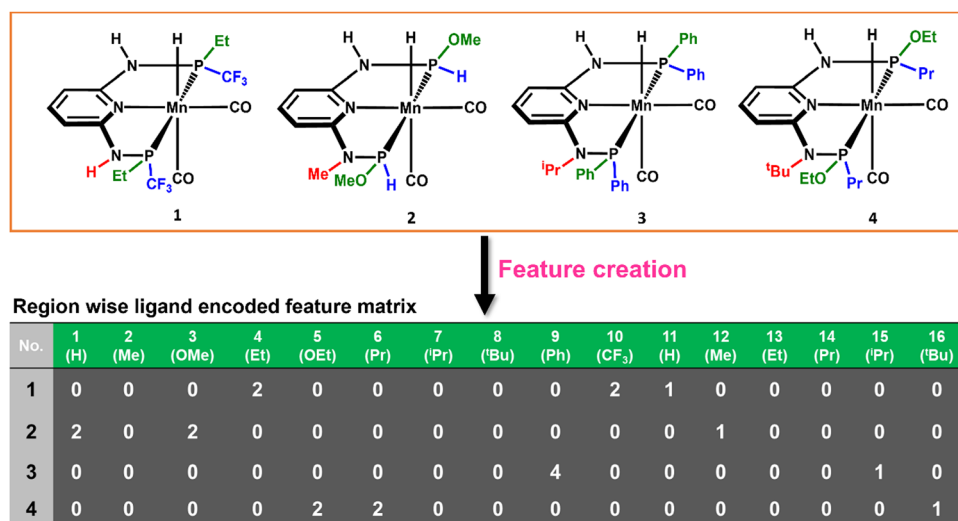 H H Et
N P CF₃
N Mn CO
N P
H Et CF₃ CO
1
H H OMe
N P H
N Mn CO
N P
Me MeO H CO
2
H H Ph
N P Ph
N Mn CO
N P
ⁱPr Ph Ph CO
3
H H OEt
N P Pr
N Mn CO
N P
ᵗBu EtO Pr CO
4
Feature creation
Region wise ligand encoded feature matrix
No. 1 2 3 4 5 6 7 8 9 10 11 12 13 14 15 16
(H) (Me) (OMe) (Et) (OEt) (Pr) (ⁱPr) (ᵗBu) (Ph) (CF₃) (H) (Me) (Et) (Pr) (ⁱPr) (ᵗBu)
1 0 0 0 2 0 0 0 0 0 2 1 0 0 0 0 0
2 2 0 2 0 0 0 0 0 0 0 0 1 0 0 0 0
3 0 0 0 0 0 0 0 0 4 0 0 0 0 0 1 0
4 0 0 0 0 2 2 0 0 0 0 0 0 0 0 0 1